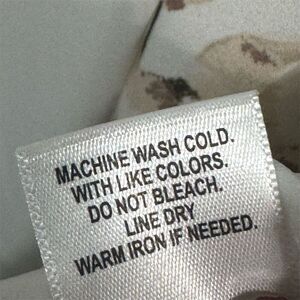 MACHINE WASH COLD.
WITH LIKE COLORS.
DO NOT BLEACH.
LINE DRY
WARM IRON IF NEEDED.